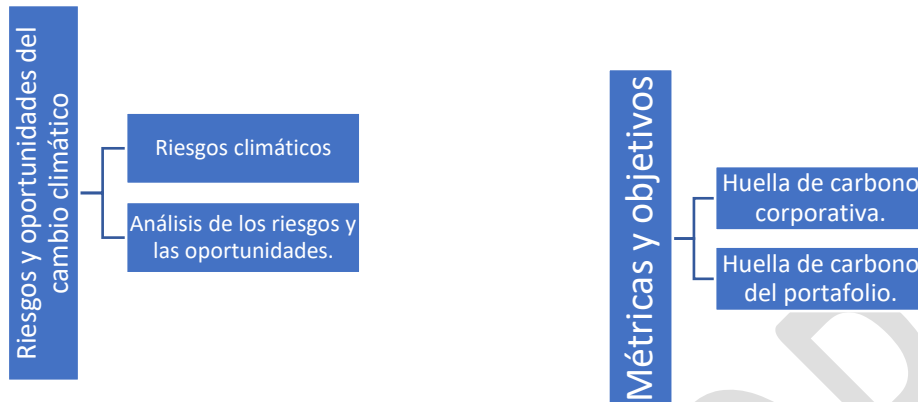 Riesgos y oportunidades del
cambio climático
Riesgos climáticos
Análisis de los riesgos y
las oportunidades.
Métricas y objetivos
Huella de carbono
corporativa.
Huella de carbono
del portafolio.